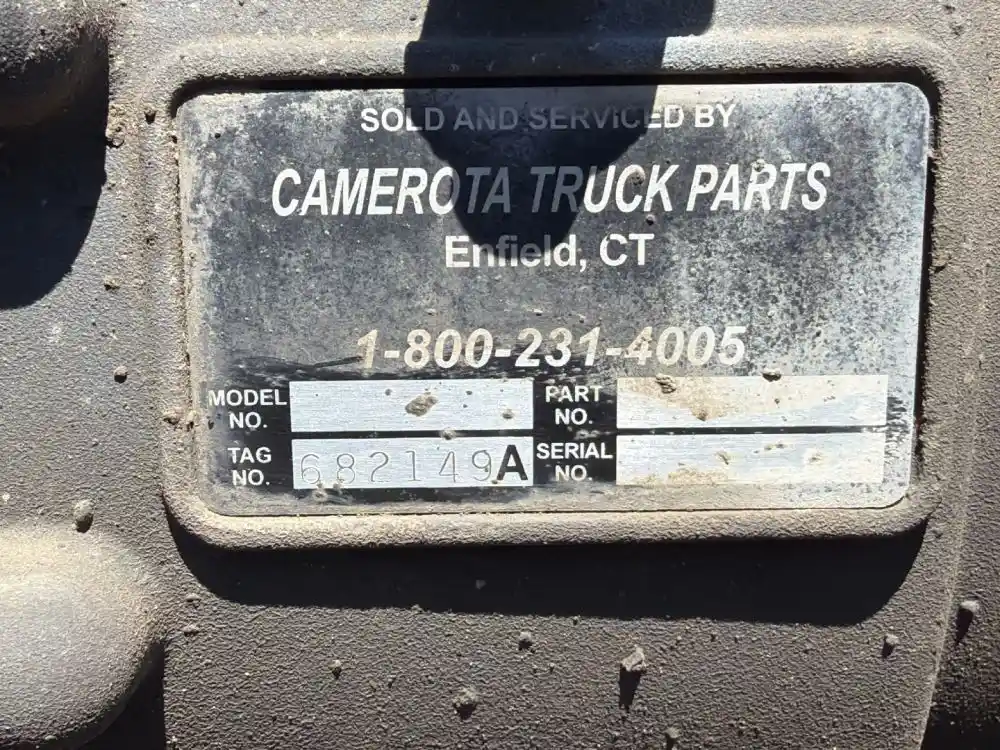 SOLD AND SERVICED BY
CAMEROTA TRUCK PARTS
Enfield, CT
1-800-231-4005
MODEL NO. PART NO.
TAG NO. 682149A SERIAL NO.